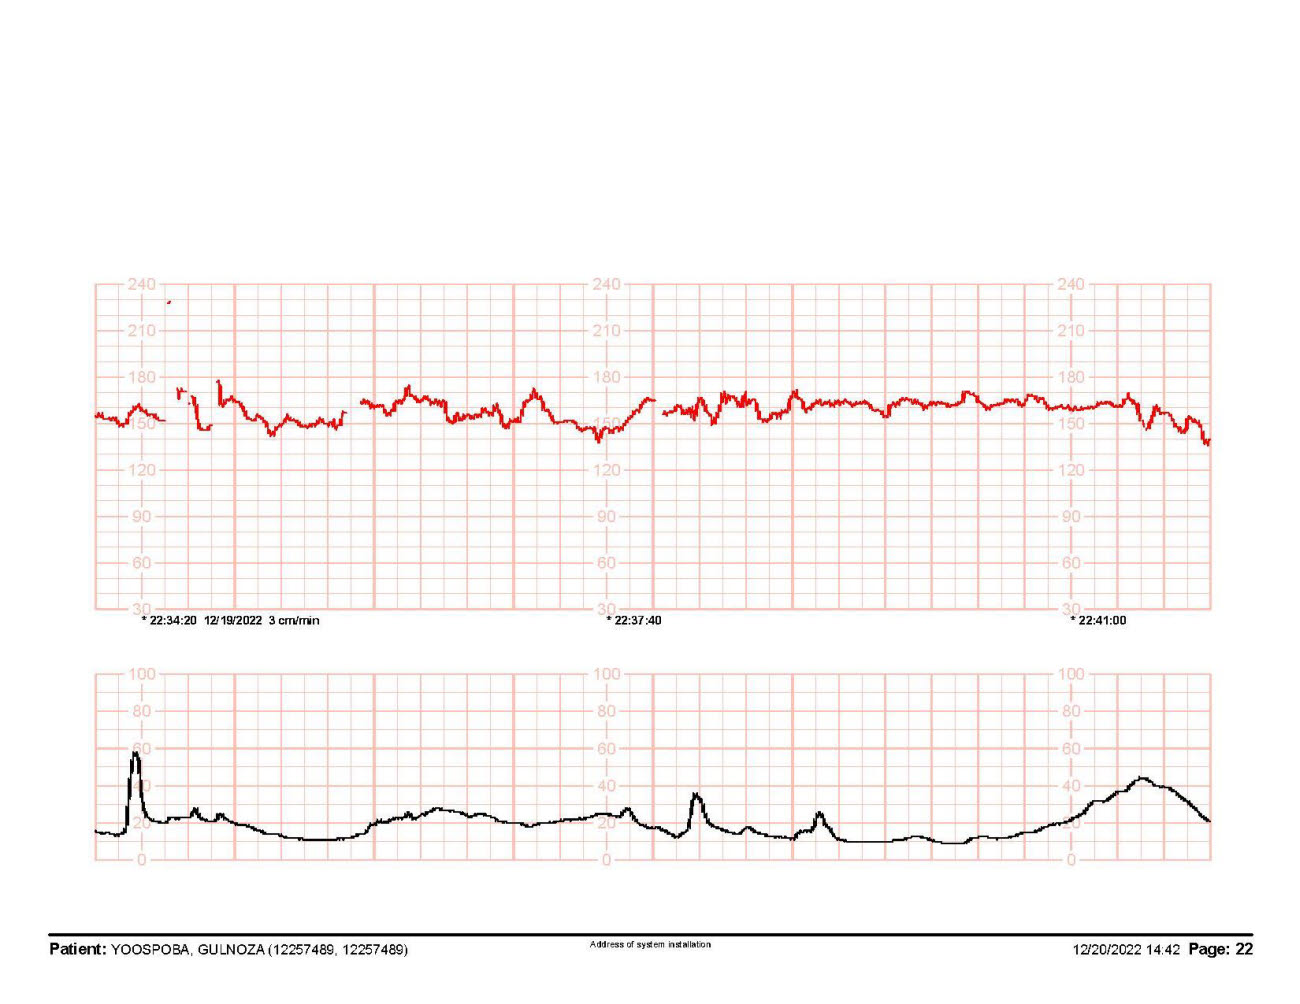 240 240 240
210 210 210
180 180 180
150 150 150
120 120 120
90 90 90
60 60 60
30 30 30
* 22:34:20 12/19/2022 3 cm/min * 22:37:40 * 22:41:00
100 100 100
80 80 80
60 60 60
40 40 40
20 20 20
0 0 0
Patient: YOOSPOBA, GULNOZA (12257489, 12257489) Address of system installation 12/20/2022 14:42 Page: 22